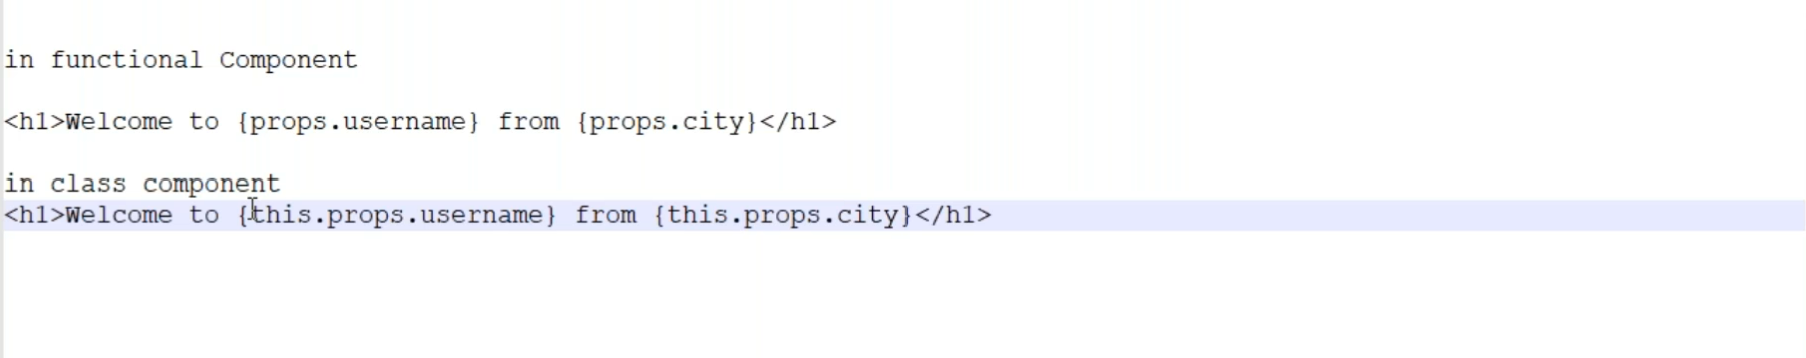 in functional Component
<h1>Welcome to {props.username} from {props.city}</h1>
in class component
<h1>Welcome to {this.props.username} from {this.props.city}</h1>